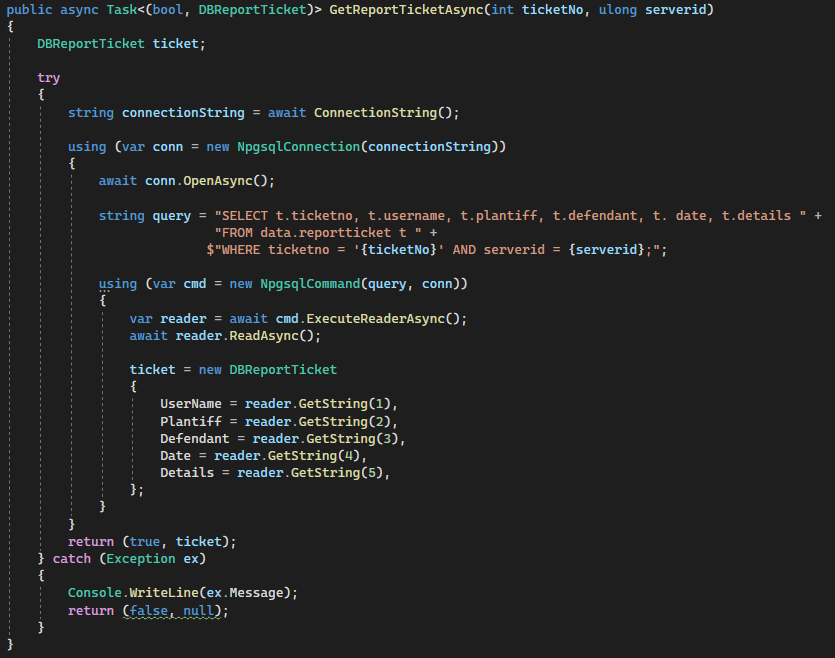 public async Task<(bool, DBReportTicket)> GetReportTicketAsync(int ticketNo, ulong serverid)
{
    DBReportTicket ticket;

    try
    {
        string connectionString = await ConnectionString();

        using (var conn = new NpgsqlConnection(connectionString))
        {
            await conn.OpenAsync();

            string query = "SELECT t.ticketno, t.username, t.plantiff, t.defendant, t. date, t.details " +
                           "FROM data.reportticket t " +
                          $"WHERE ticketno = '{ticketNo}' AND serverid = {serverid};";

            using (var cmd = new NpgsqlCommand(query, conn))
            {
                var reader = await cmd.ExecuteReaderAsync();
                await reader.ReadAsync();

                ticket = new DBReportTicket
                {
                    UserName = reader.GetString(1),
                    Plantiff = reader.GetString(2),
                    Defendant = reader.GetString(3),
                    Date = reader.GetString(4),
                    Details = reader.GetString(5),
                };
            }
        }
        return (true, ticket);
    } catch (Exception ex)
    {
        Console.WriteLine(ex.Message);
        return (false, null);
    }
}